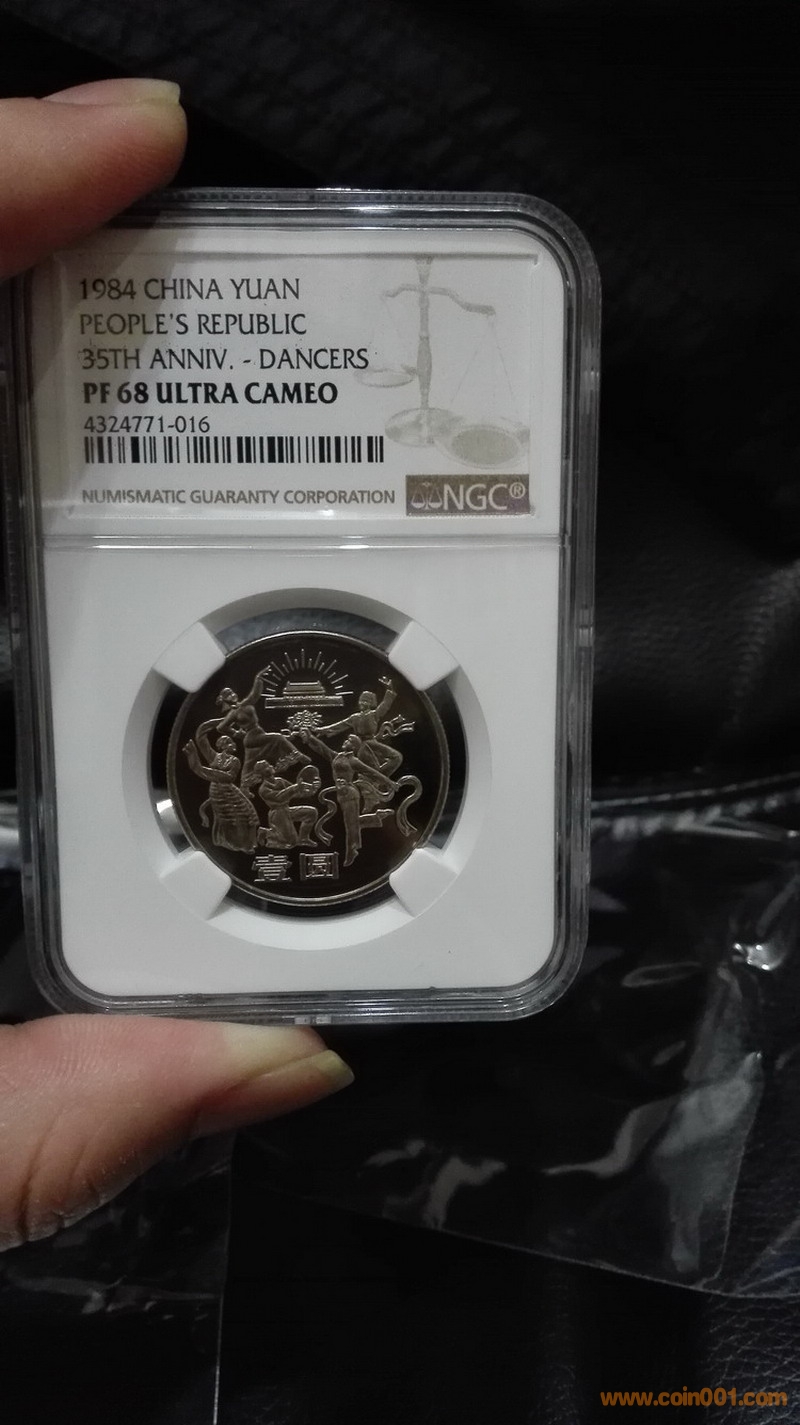 1984 CHINA YUAN
PEOPLE'S REPUBLIC
35TH ANNIV. - DANCERS
PF 68 ULTRA CAMEO
4324771-016
NUMISMATIC GUARANTY CORPORATION
NGC®
壹圆
www.coin001.com